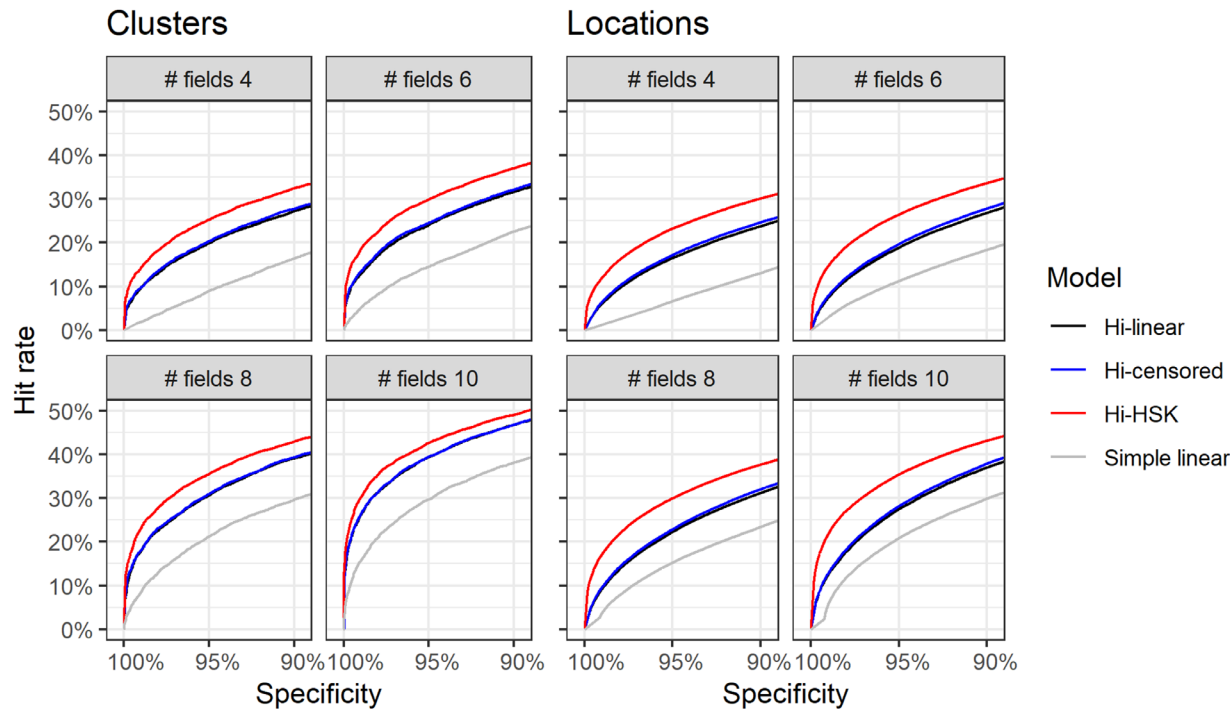 Clusters
Locations
# fields 4
# fields 6
# fields 4
# fields 6
50%
40%
30%
20%
10%
0%
# fields 8
# fields 10
# fields 8
# fields 10
50%
40%
30%
20%
10%
0%
Hit rate
100%
95%
90%
100%
95%
90%
100%
95%
90%
100%
95%
90%
Specificity
Specificity
Model
Hi-linear
Hi-censored
Hi-HSK
Simple linear